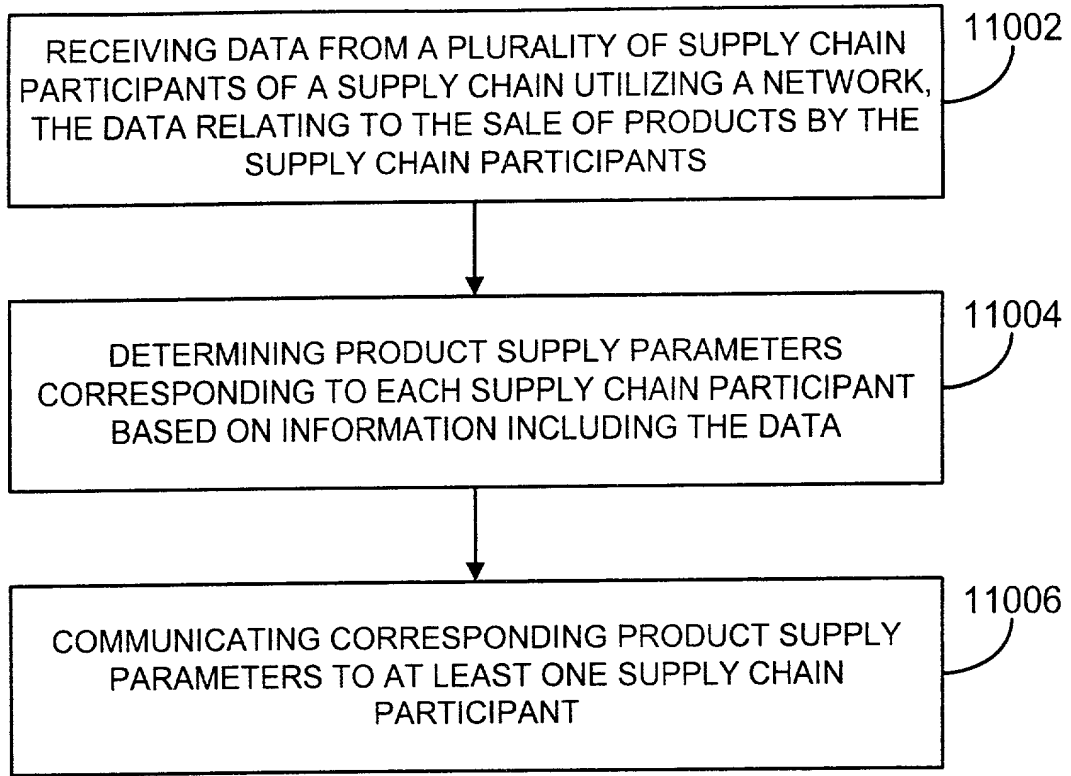 11002
RECEIVING DATA FROM A PLURALITY OF SUPPLY CHAIN
PARTICIPANTS OF A SUPPLY CHAIN UTILIZING A NETWORK,
THE DATA RELATING TO THE SALE OF PRODUCTS BY THE
SUPPLY CHAIN PARTICIPANTS
11004
DETERMINING PRODUCT SUPPLY PARAMETERS
CORRESPONDING TO EACH SUPPLY CHAIN PARTICIPANT
BASED ON INFORMATION INCLUDING THE DATA
11006
COMMUNICATING CORRESPONDING PRODUCT SUPPLY
PARAMETERS TO AT LEAST ONE SUPPLY CHAIN
PARTICIPANT